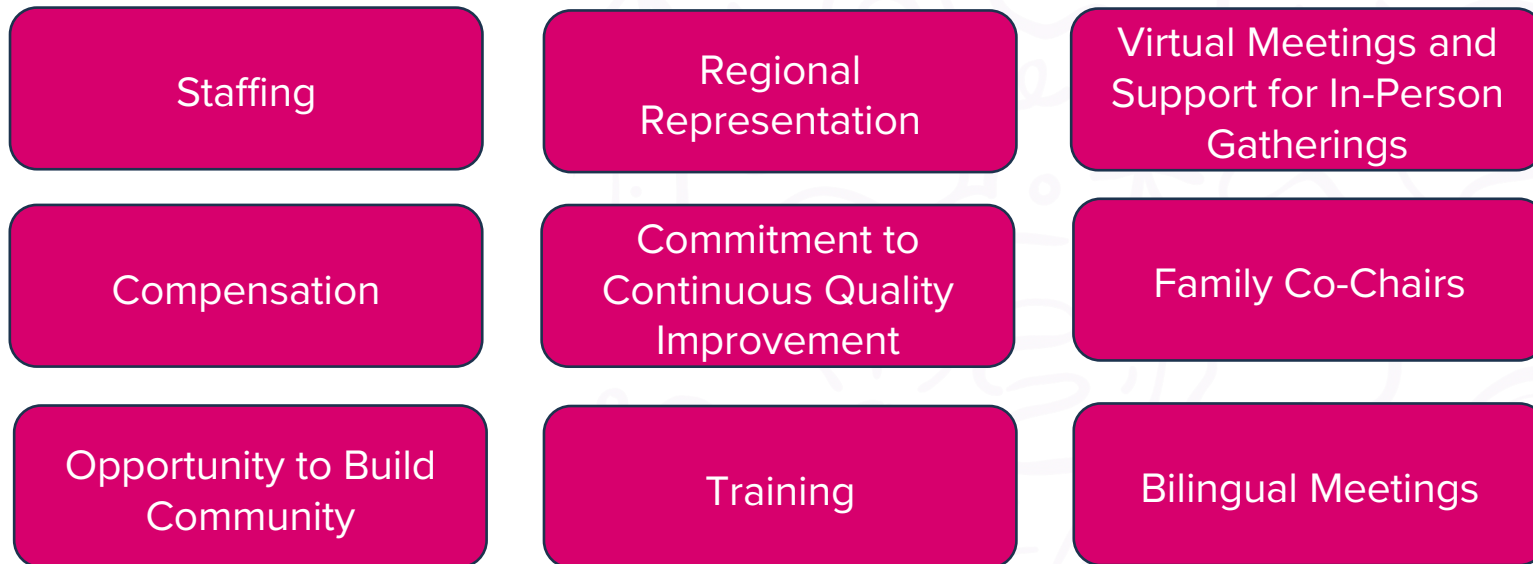 Staffing
Regional
Representation
Virtual Meetings and
Support for In-Person
Gatherings
Compensation
Commitment to
Continuous Quality
Improvement
Family Co-Chairs
Opportunity to Build
Community
Training
Bilingual Meetings